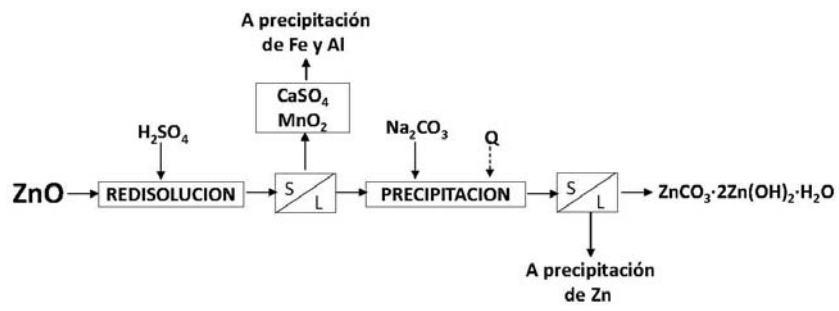 A precipitación
de Fe y Al
CaSO₄
MnO₂
H₂SO₄
Na₂CO₃
Q
ZnO
REDISOLUCION
S
L
PRECIPITACION
S
L
ZnCO₃·2Zn(OH)₂·H₂O
A precipitación
de Zn